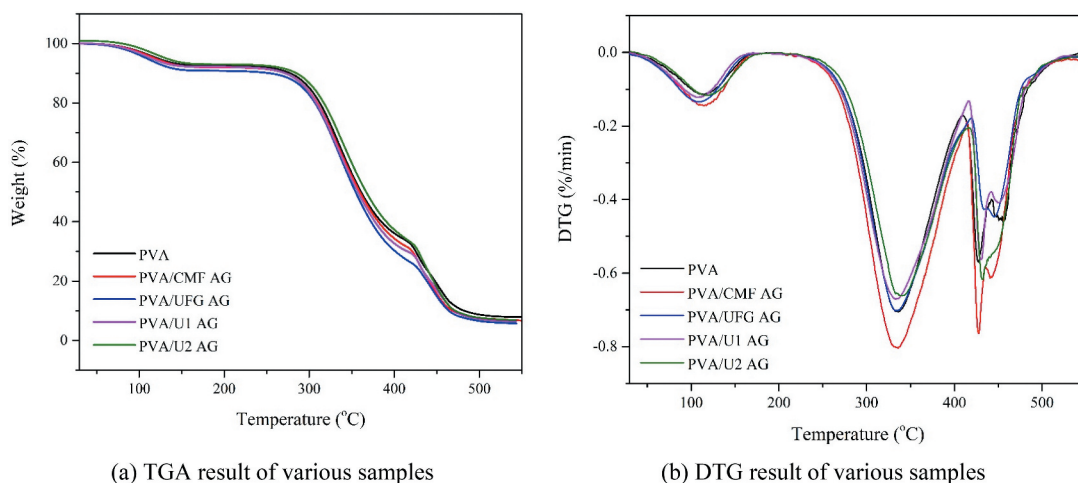 100
80
60
40
20
0
Weight (%)
PVA
PVA/CMF AG
PVA/UFG AG
PVA/U1 AG
PVA/U2 AG
100
200
300
400
500
Temperature (°C)
(a) TGA result of various samples
0.0
-0.2
-0.4
-0.6
-0.8
DTG (%/min)
PVA
PVA/CMF AG
PVA/UFG AG
PVA/U1 AG
PVA/U2 AG
100
200
300
400
500
Temperature (°C)
(b) DTG result of various samples